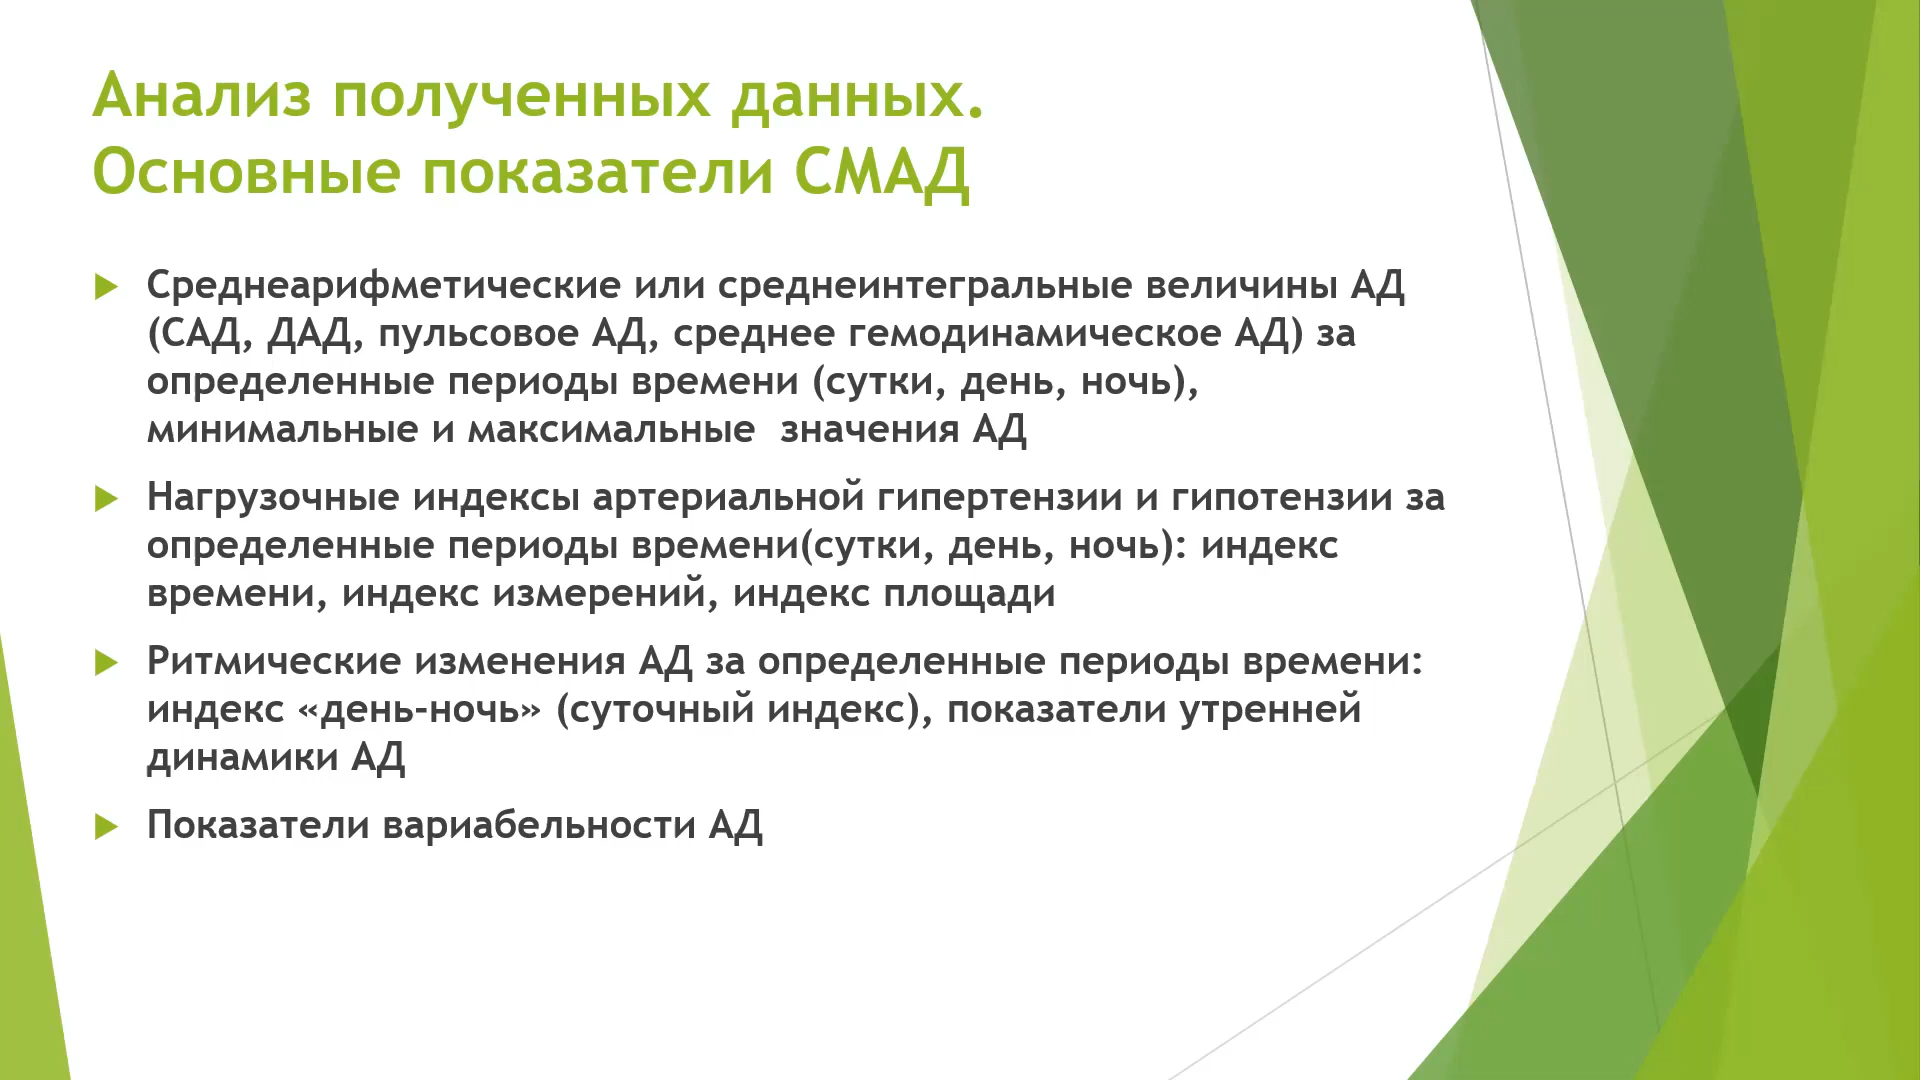 Анализ полученных данных.
Основные показатели СМАД
Среднеарифметические или среднеинтегральные величины АД
(САД, ДАД, пульсовое АД, среднее гемодинамическое АД) за
определенные периоды времени (сутки, день, ночь),
минимальные и максимальные  значения АД
Нагрузочные индексы артериальной гипертензии и гипотензии за
определенные периоды времени(сутки, день, ночь): индекс
времени, индекс измерений, индекс площади
Ритмические изменения АД за определенные периоды времени:
индекс «день-ночь» (суточный индекс), показатели утренней
динамики АД
Показатели вариабельности АД